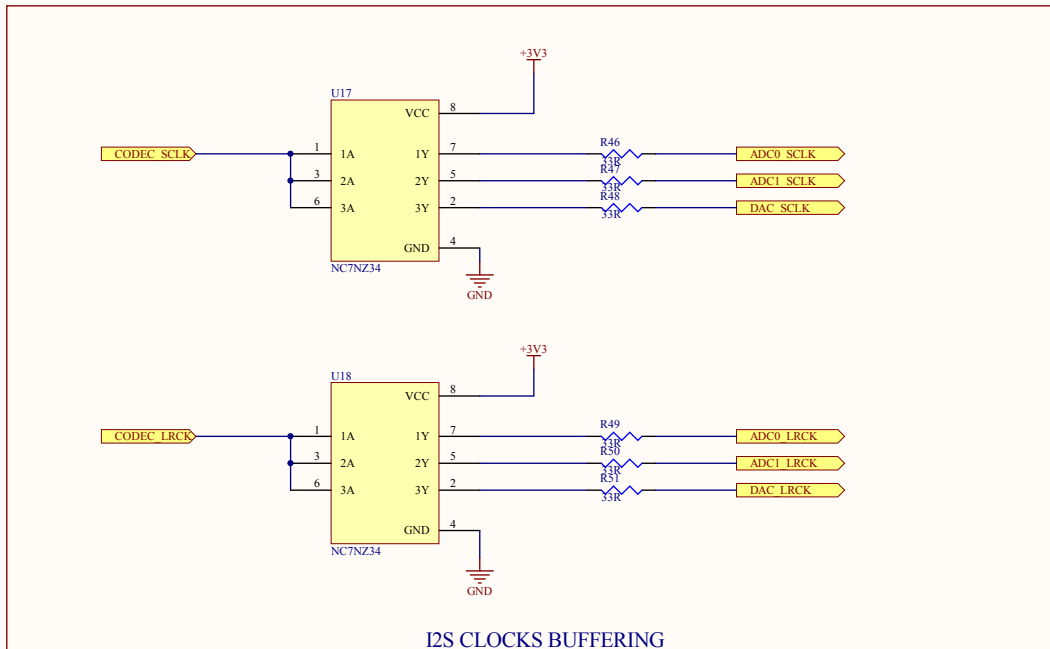 +3V3
U17
VCC 8
CODEC_SCLK 1 1A 1Y 7 R46 33R ADC0_SCLK
3 2A 2Y 5 R47 33R ADC1_SCLK
6 3A 3Y 2 R48 33R DAC_SCLK
GND 4
NC7NZ34
GND
+3V3
U18
VCC 8
CODEC_LRCK 1 1A 1Y 7 R49 33R ADC0_LRCK
3 2A 2Y 5 R50 33R ADC1_LRCK
6 3A 3Y 2 R51 33R DAC_LRCK
GND 4
NC7NZ34
GND
I2S CLOCKS BUFFERING